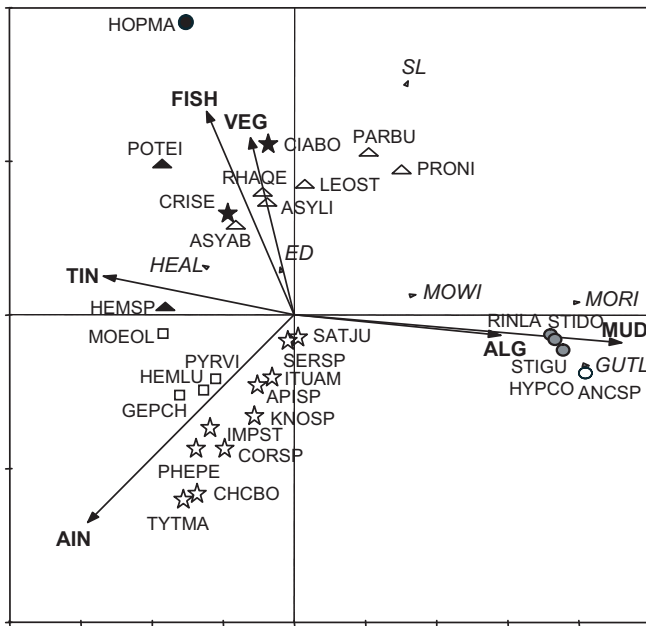 HOPMA
SL
FISH
VEG
CIABO
PARBU
POTEI
PRONI
RHAQE
LEOST
CRISE
ASYLI
ASYAB
ED
HEAL
TIN
MOWI
MORI
HEMSP
RINLA STIDO
MOEOL
SATJU
MUD
ALG
SERSP
PYRVI
STIGU
GUTL
HEMLU
ITUAM
HYPCO
ANCSP
APISP
GEPCH
KNOSP
IMPST
CORSP
PHEPE
CHCBO
TYTMA
AIN